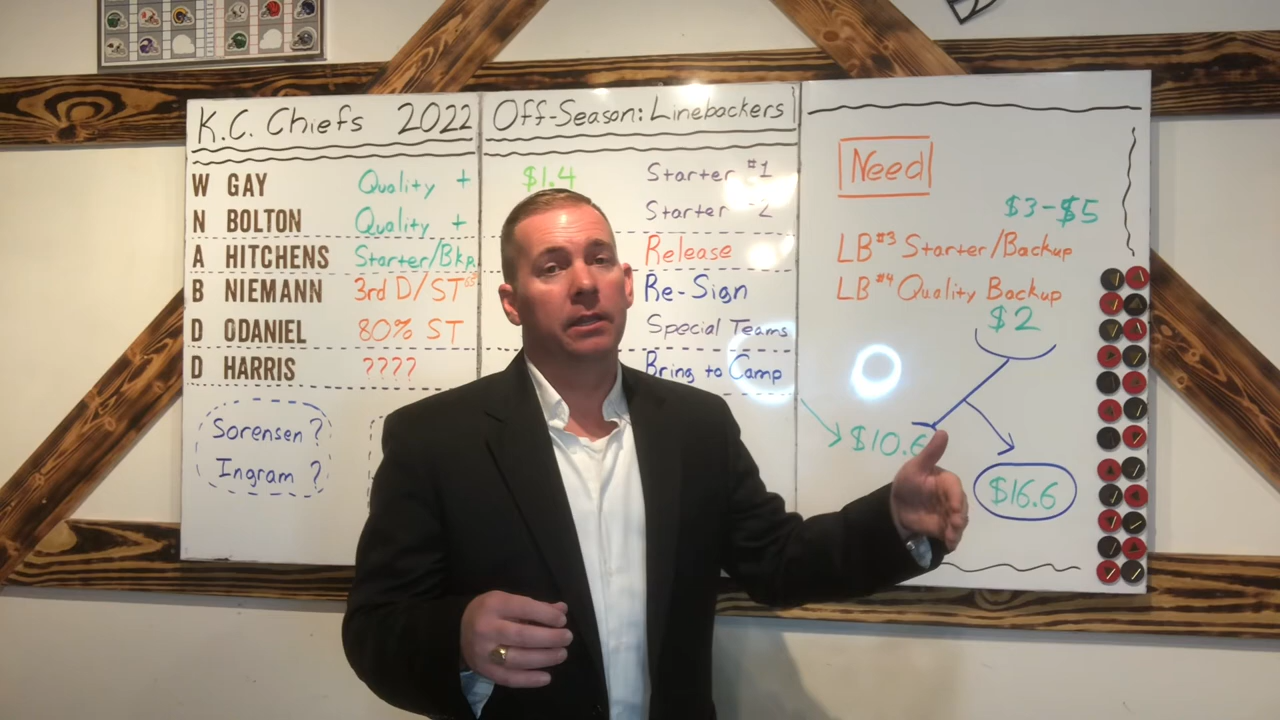 K.C. Chiefs 2022
Off-Season: Linebackers
W GAY Quality + $1.4 Starter #1
N BOLTON Quality + Starter
A HITCHENS Starter/Bkp. Release
B NIEMANN 3rd D/ST Re-Sign
D ODANIEL 80% ST Special Teams
D HARRIS ???? Bring to Camp
Sorensen ?
Ingram ?
Need
$3-$5
LB #3 Starter/Backup
LB #4 Quality Backup
$2
$10.6
$16.6